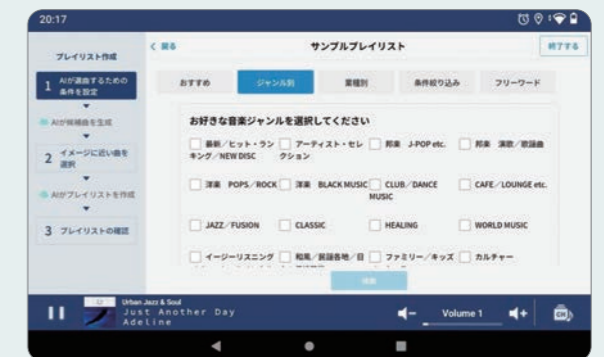 20:17
プレイリスト作成
1 AIが選曲するための
条件を設定
AIが候補曲を生成
2 イメージに近い曲を
選択
AIがプレイリストを作成
3 プレイリストの確認
< 戻る
サンプルプレイリスト
終了する
おすすめ
ジャンル別
業種別
条件絞り込み
フリーワード
お好きな音楽ジャンルを選択してください
最新／ヒット・ラン
キング／NEW DISC
アーティスト・セレ
クション
邦楽 J-POP etc.
邦楽 演歌／歌謡曲
洋楽 POPS／ROCK
洋楽 BLACK MUSIC
CLUB／DANCE
MUSIC
CAFE／LOUNGE etc.
JAZZ／FUSION
CLASSIC
HEALING
WORLD MUSIC
イージーリスニング
和風／民謡各地／日
ファミリー／キッズ
カルチャー
Urban Jazz & Soul
Just Another Day
Adeline
Volume 1
CH